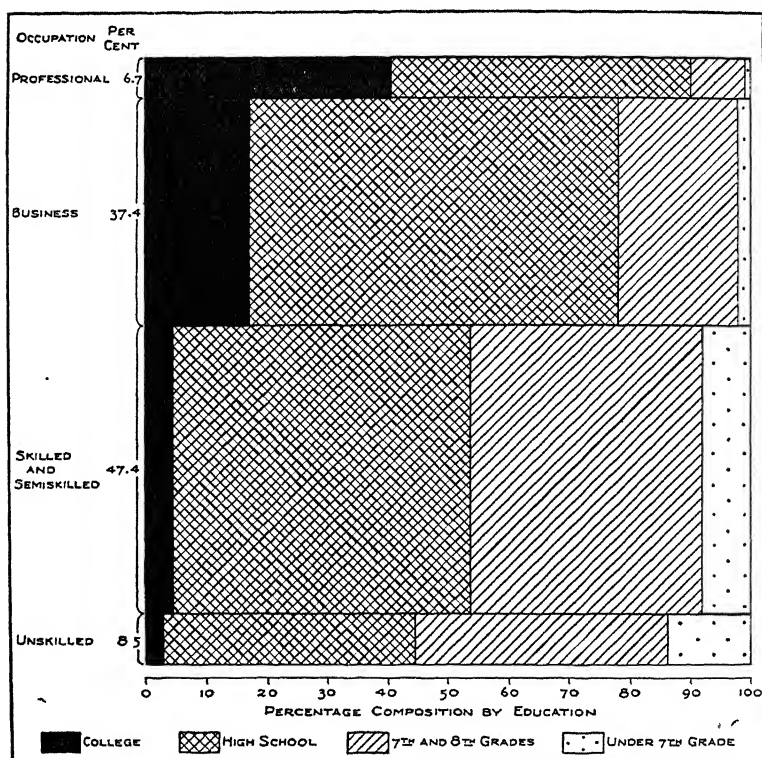 OCCUPATION PER CENT
PROFESSIONAL 6.7
BUSINESS 37.4
SKILLED AND SEMISKILLED 47.4
UNSKILLED 8 5
0 10 20 30 40 50 60 70 80 90 100
PERCENTAGE COMPOSITION BY EDUCATION
COLLEGE HIGH SCHOOL 7TH AND 8TH GRADES UNDER 7TH GRADE